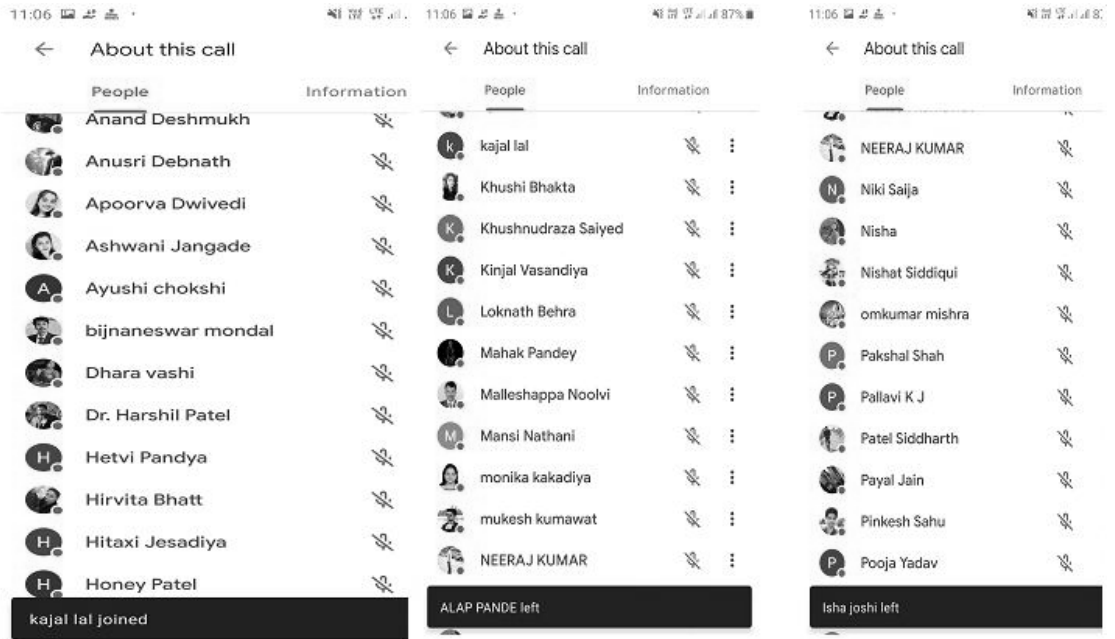 11:06
About this call
People Information
Anand Deshmukh
Anusri Debnath
Apoorva Dwivedi
Ashwani Jangade
A Ayushi chokshi
bijnaneswar mondal
Dhara vashi
Dr. Harshil Patel
H Hetvi Pandya
Hirvita Bhatt
H Hitaxi Jesadiya
H Honey Patel
kajal lal joined
11:06 87%
About this call
People Information
k kajal lal
Khushi Bhakta
K Khushnudraza Saiyed
K Kinjal Vasandiya
L Loknath Behra
Mahak Pandey
Malleshappa Noolvi
M Mansi Nathani
monika kakadiya
mukesh kumawat
NEERAJ KUMAR
ALAP PANDE left
11:06
About this call
People Information
NEERAJ KUMAR
N Niki Saija
Nisha
Nishat Siddiqui
omkumar mishra
P Pakshal Shah
P Pallavi K J
Patel Siddharth
Payal Jain
Pinkesh Sahu
P Pooja Yadav
Isha joshi left